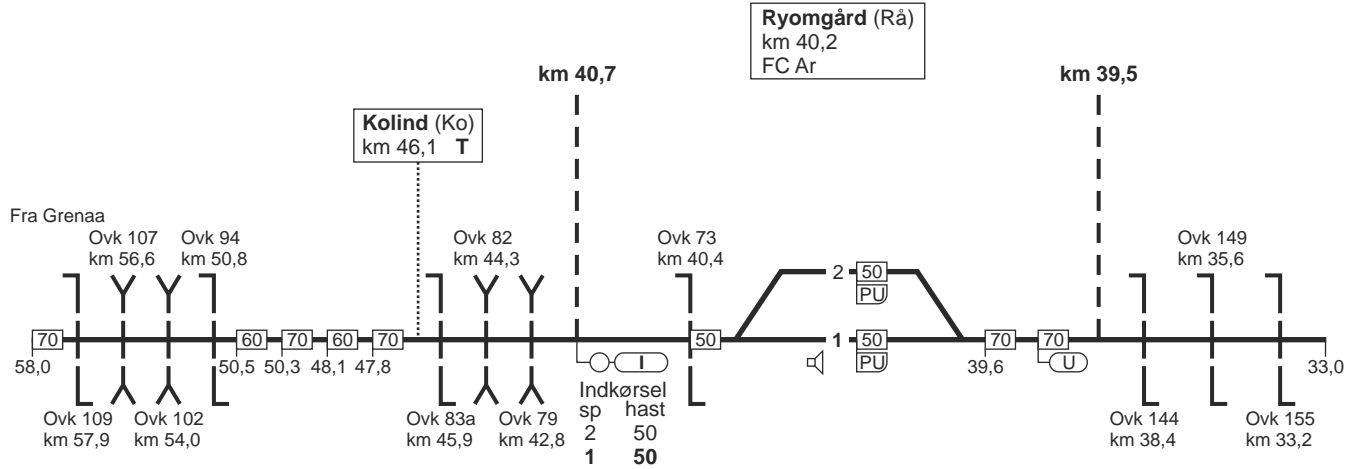 Ryomgård (Rå)
km 40,2
FC Ar
km 40,7
km 39,5
Kolind (Ko)
km 46,1 T
Fra Grenaa
Ovk 107
km 56,6
Ovk 94
km 50,8
Ovk 82
km 44,3
Ovk 73
km 40,4
Ovk 149
km 35,6
2 50
PU
70 60 70 60 70 50 1 50 70 70
PU
U
I
58,0 50,5 50,3 48,1 47,8 39,6 33,0
Indkørsel
sp hast
2 50
1 50
Ovk 109
km 57,9
Ovk 102
km 54,0
Ovk 83a
km 45,9
Ovk 79
km 42,8
Ovk 144
km 38,4
Ovk 155
km 33,2